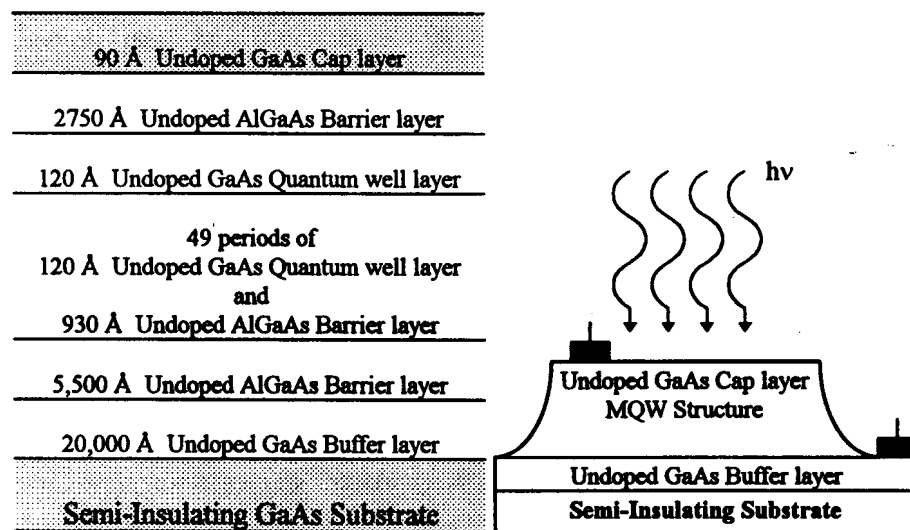 90 Å Undoped GaAs Cap layer
2750 Å Undoped AlGaAs Barrier layer
120 Å Undoped GaAs Quantum well layer
49 periods of
120 Å Undoped GaAs Quantum well layer
and
930 Å Undoped AlGaAs Barrier layer
5,500 Å Undoped AlGaAs Barrier layer
20,000 Å Undoped GaAs Buffer layer
Semi-Insulating GaAs Substrate
hν
Undoped GaAs Cap layer
MQW Structure
Undoped GaAs Buffer layer
Semi-Insulating Substrate